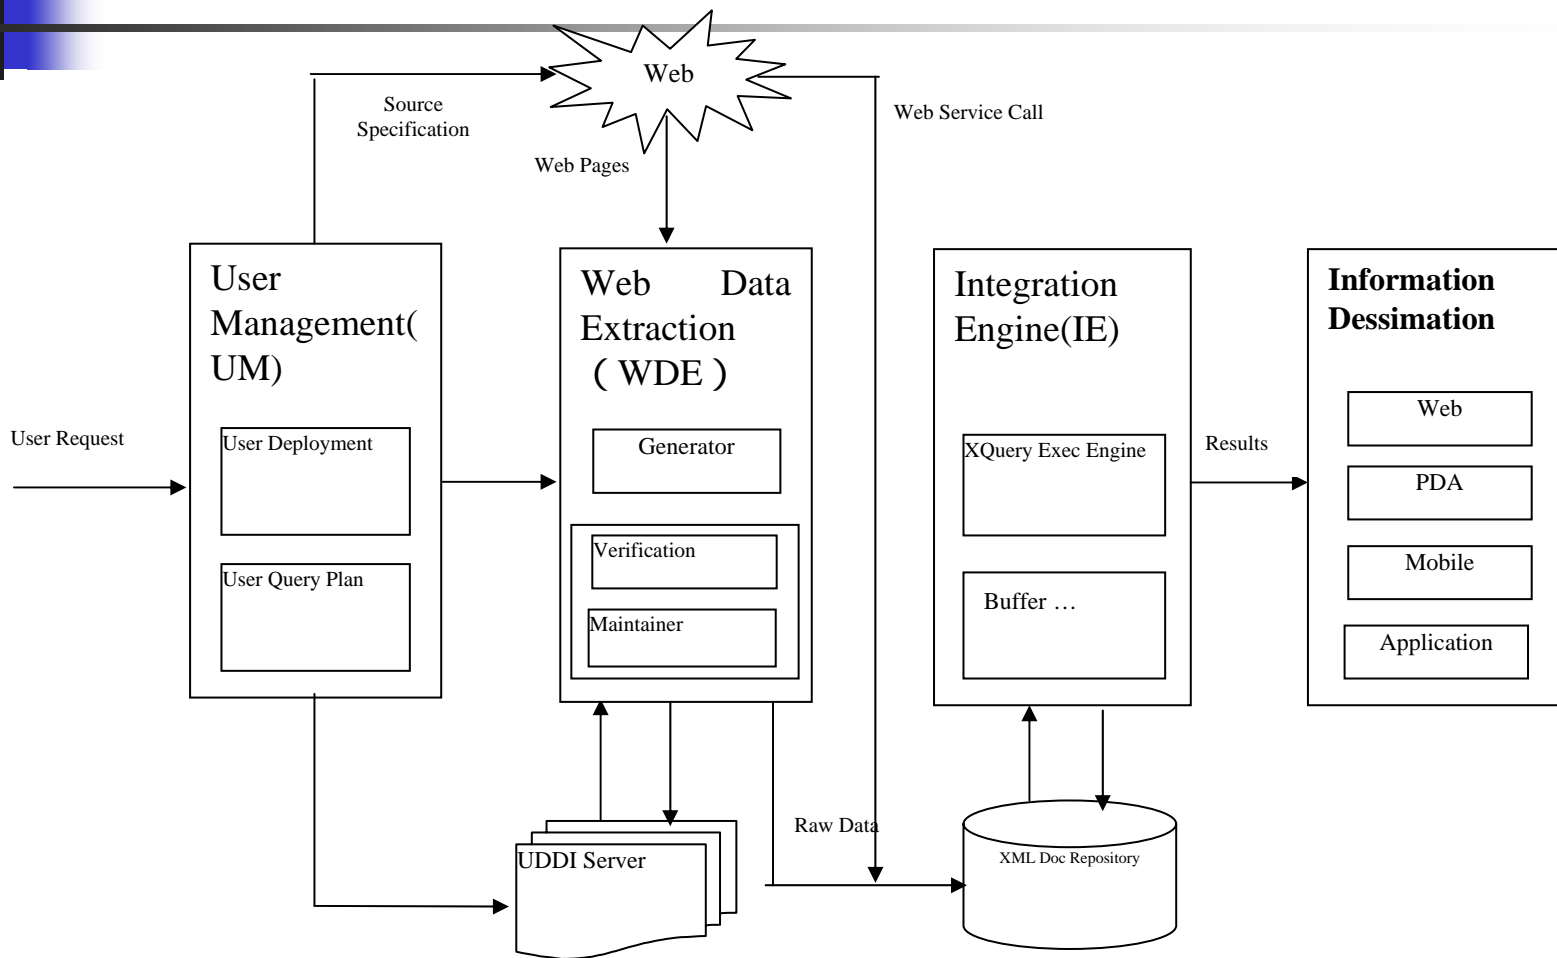 Web
Source
Specification
Web Service Call
Web Pages
User
Management(
UM)
Web Data
Extraction
( WDE )
Integration
Engine(IE)
Information
Dessimation
Web
User Request
User Deployment
Generator
XQuery Exec Engine
Results
PDA
Verification
Mobile
User Query Plan
Buffer …
Maintainer
Application
Raw Data
UDDI Server
XML Doc Repository